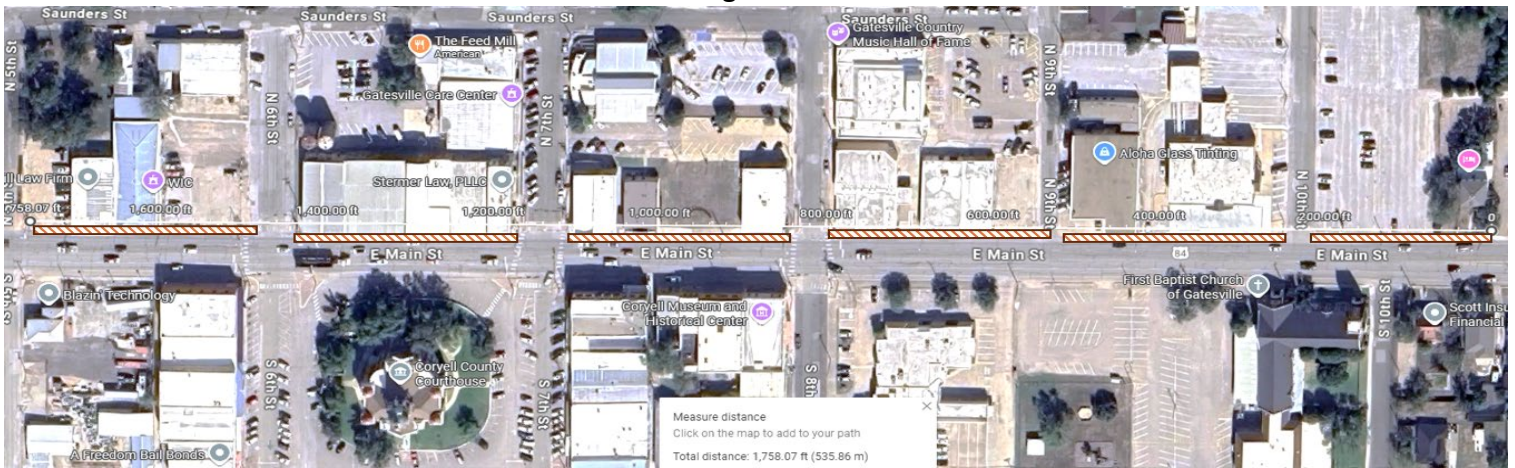 Saunders St
Saunders St
Saunders St
Saunders St
N 5th St
The Feed Mill
American
Gatesville Country
Music Hall of Fame
N 6th St
Gatesville Care Center
N 7th St
N 9th St
Aloha Glass Tinting
ll Law Firm
WIC
Stermer Law, PLLC
N 9th St
N 10th St
758.07 ft
1,600.00 ft
1,400.00 ft
1,200.00 ft
1,000.00 ft
800.00 ft
600.00 ft
400.00 ft
200.00 ft
0
E Main St
E Main St
E Main St
84
E Main St
Blazin Technology
First Baptist Church
of Gatesville
Coryell Museum and
Historical Center
S 110th St
Scott Insu
Financial
Coryell County
Courthouse
S 6th St
S 7th St
S 8th
A Freedom Bail Bonds
Measure distance
Click on the map to add to your path
Total distance: 1,758.07 ft (535.86 m)